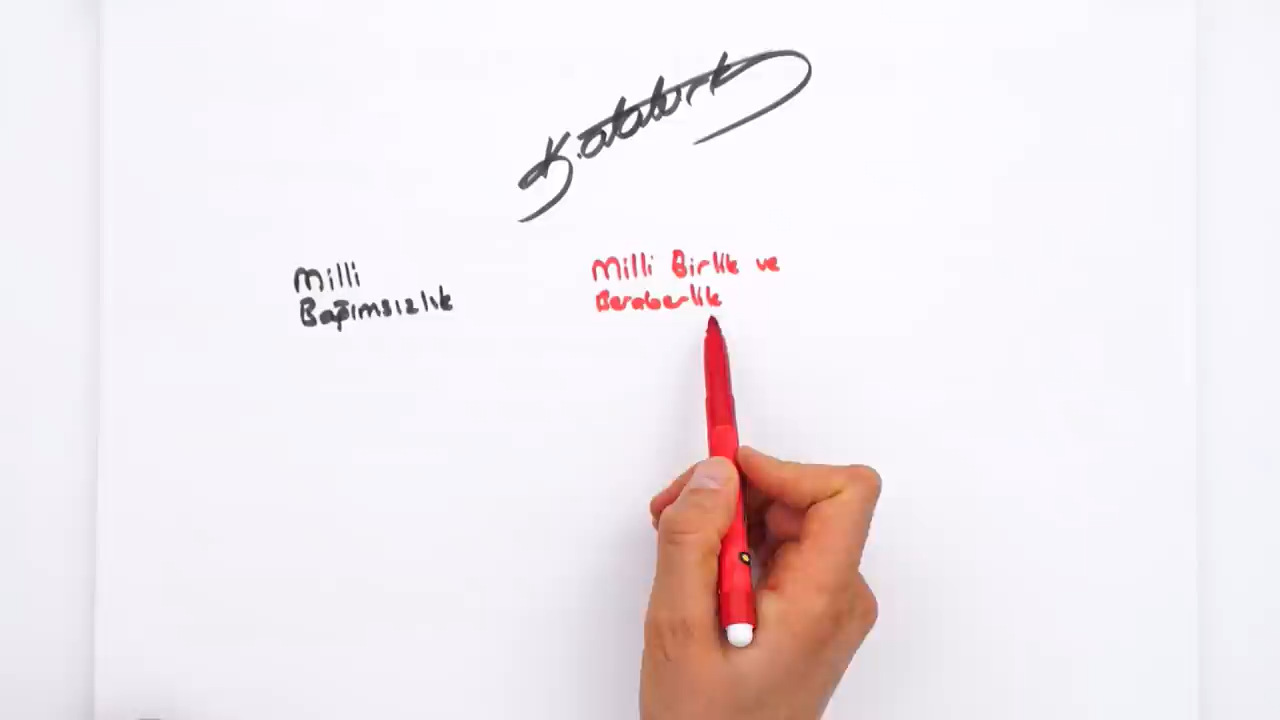 K. Atatürk
Milli
Bağımsızlık
Milli Birlik ve
Beraberlik